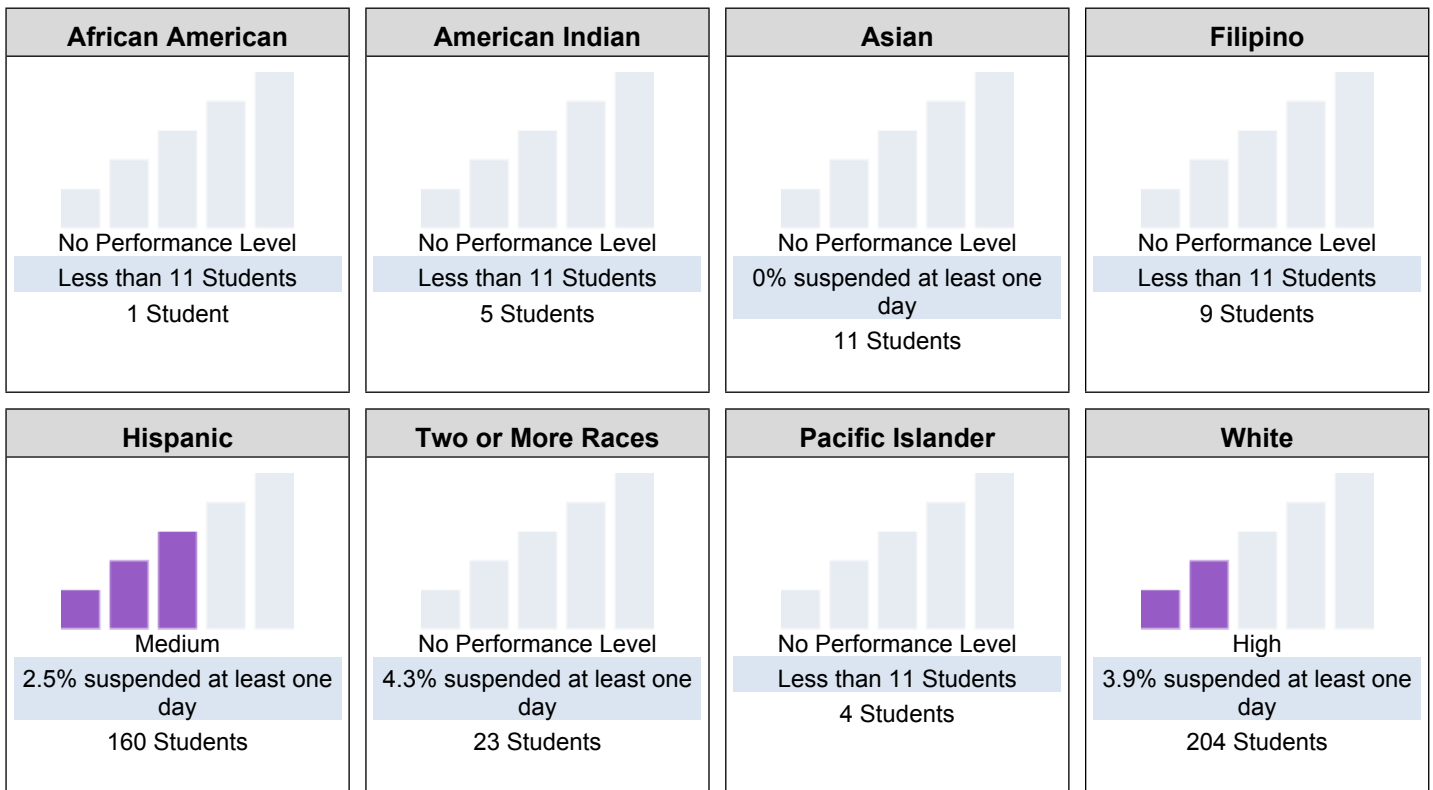 African American
No Performance Level
Less than 11 Students
1 Student
American Indian
No Performance Level
Less than 11 Students
5 Students
Asian
No Performance Level
0% suspended at least one
day
11 Students
Filipino
No Performance Level
Less than 11 Students
9 Students
Hispanic
Medium
2.5% suspended at least one
day
160 Students
Two or More Races
No Performance Level
4.3% suspended at least one
day
23 Students
Pacific Islander
No Performance Level
Less than 11 Students
4 Students
White
High
3.9% suspended at least one
day
204 Students